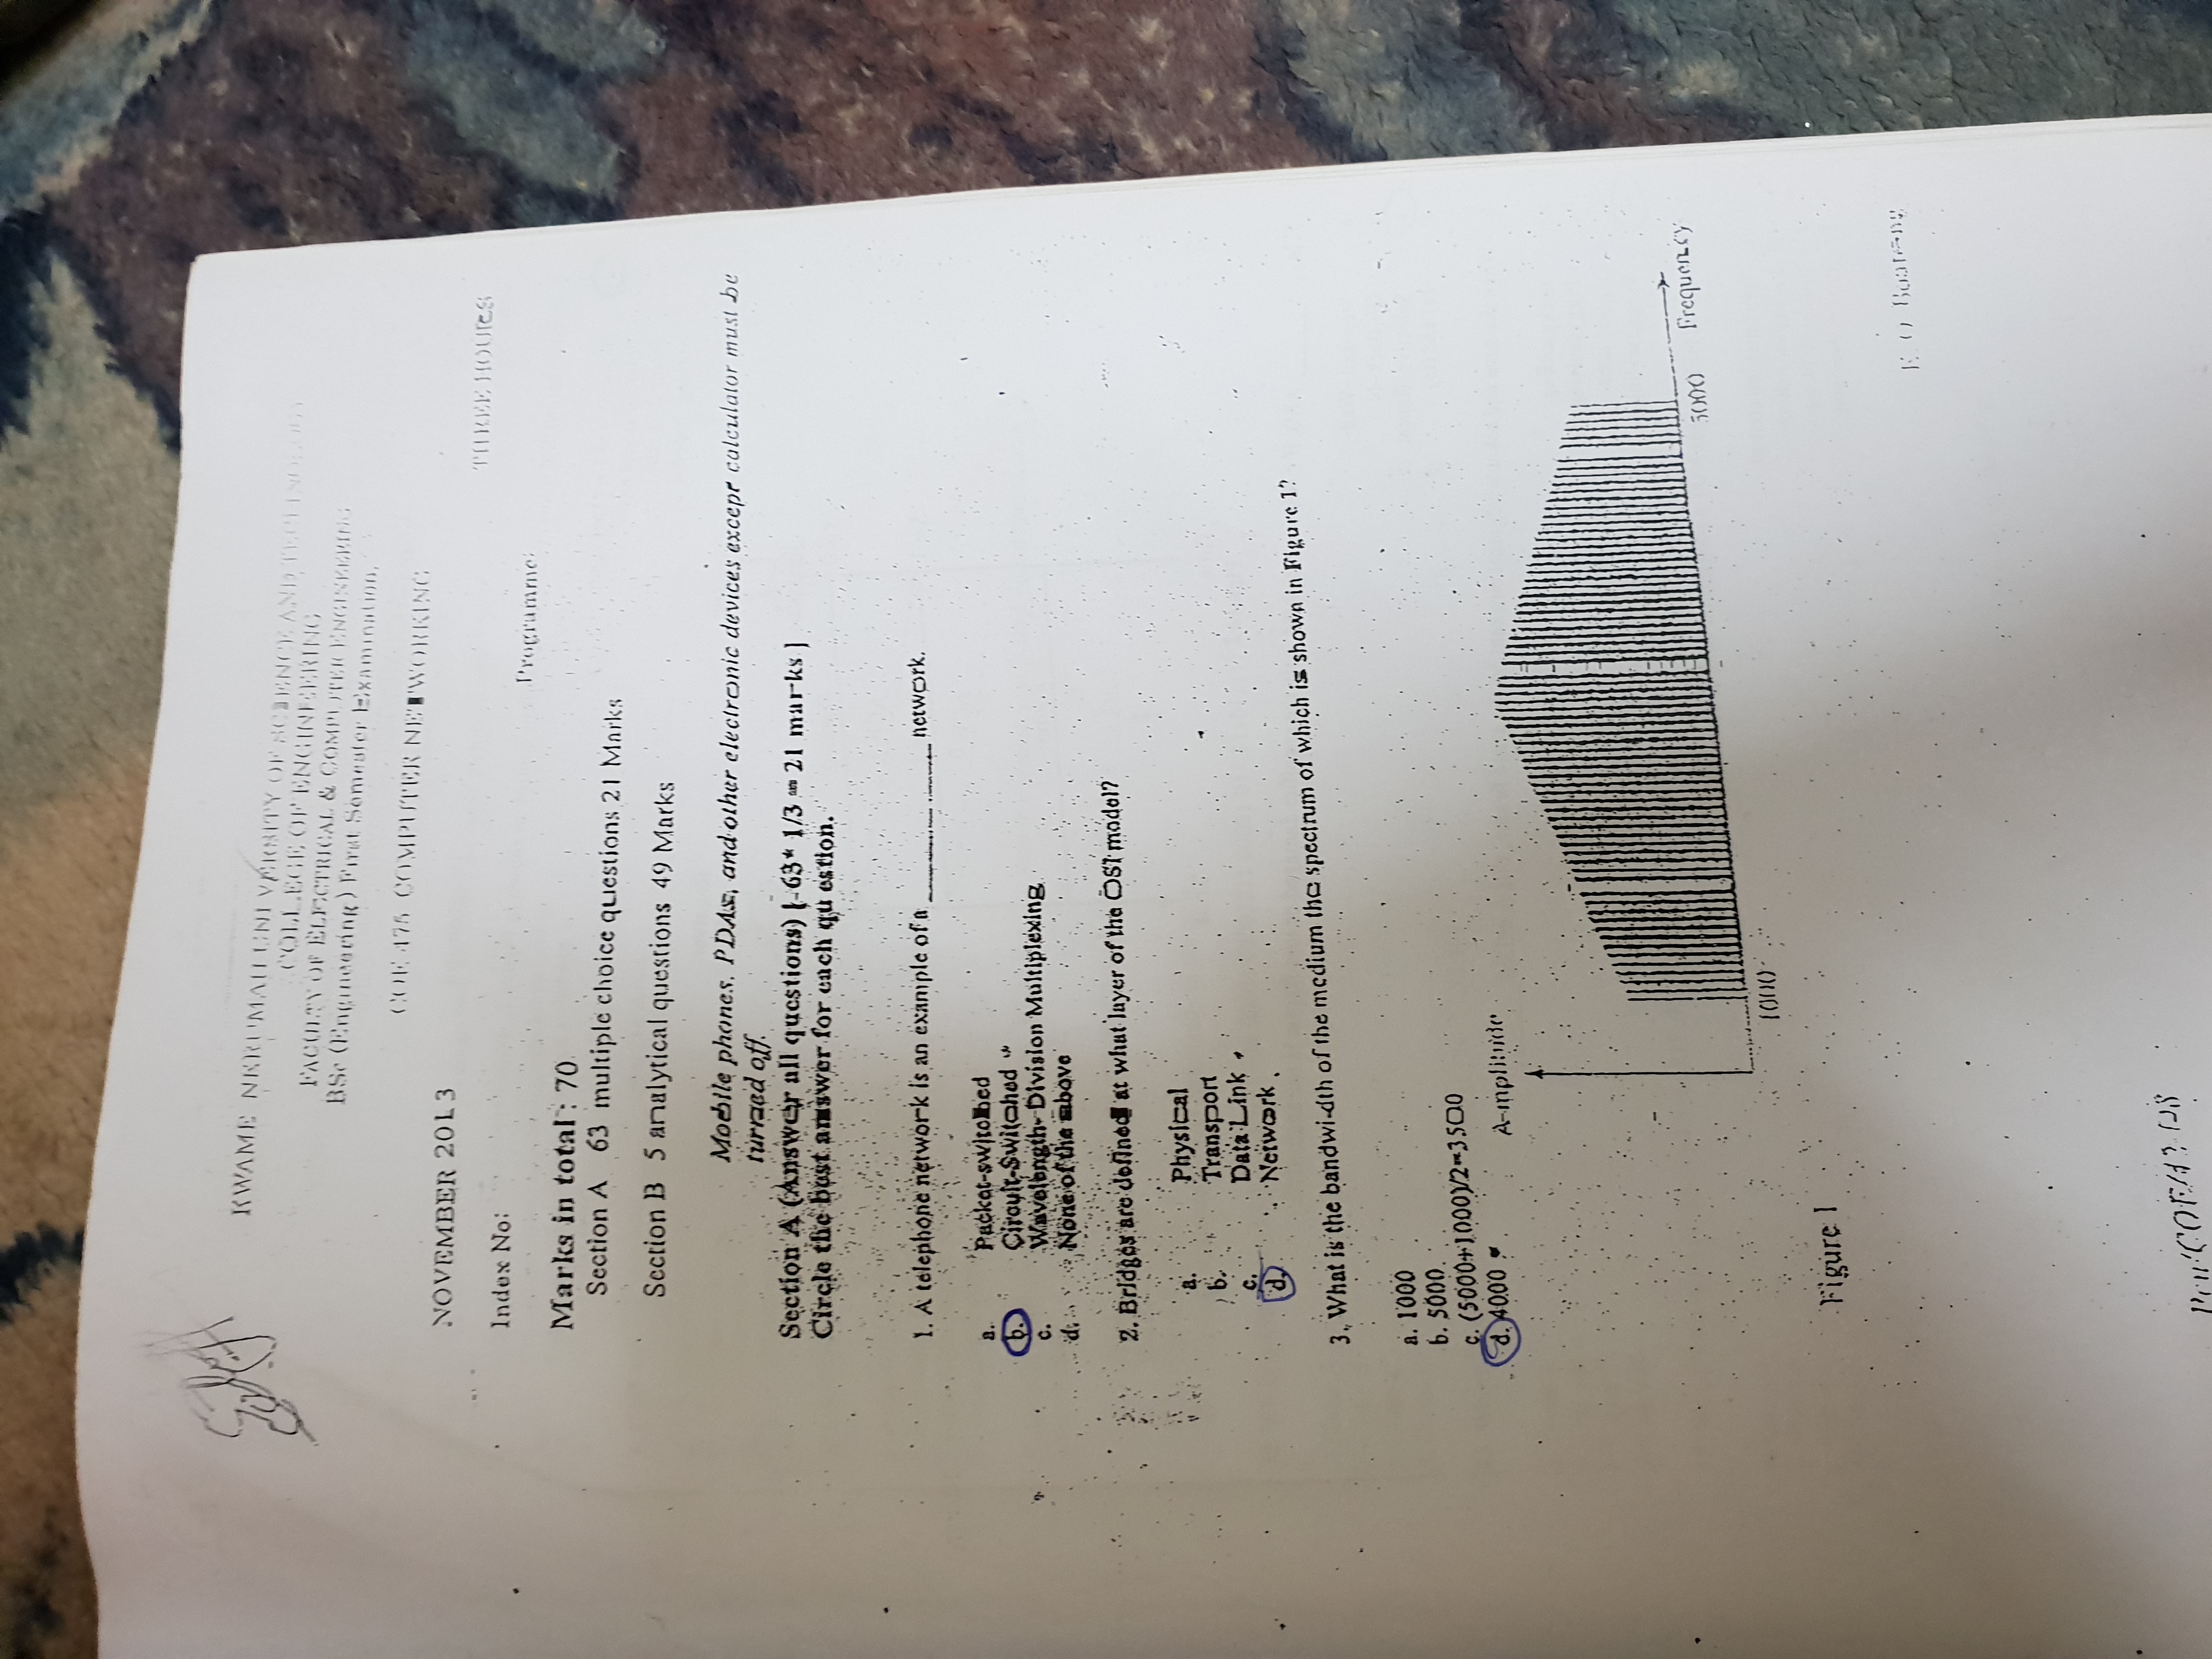 KWAME NKRUMAH UNIVERSITY OF SCIENCE AND TECHNOLOGY
COLLEGE OF ENGINEERING
FACULTY OF ELECTRICAL & COMPUTER ENGINEERING
BSc (Engineering) First Semester Examination,
COE 475 COMPUTER NETWORKING
NOVEMBER 2013
THREE HOURS
Index No:
Programme:
Marks in total : 70
Section A 63 multiple choice questions 21 Marks
Section B 5 analytical questions 49 Marks
Mobile phones, PDAs, and other electronic devices except calculator must be
turned off.
Section A (Answer all questions) [ 63* 1/3 = 21 marks ]
Circle the best answer for each question.
1. A telephone network is an example of a ______ network.
a. Packet-switched
b. Circuit-Switched
c. Wavelength- Division Multiplexing
d. None of the above
2. Bridges are defined at what layer of the OSI model?
a. Physical
b. Transport
c. Data Link
d. Network
3. What is the bandwidth of the medium the spectrum of which is shown in Figure 1?
a. 1000
b. 5000
c. (5000+1000)/2=3500
d. 4000
Amplitude
5000 Frequency
1000
Figure 1
E. O Boateng